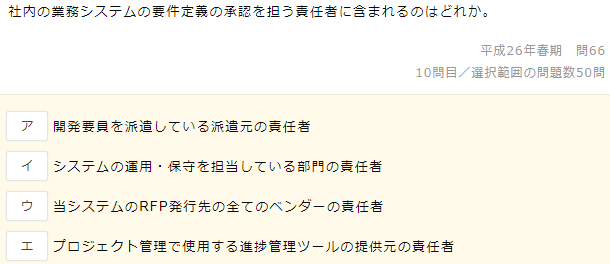 社内の業務システムの要件定義の承認を担う責任者に含まれるのはどれか。
平成26年春期　問66
10問目／選択範囲の問題数50問
ア 開発要員を派遣している派遣元の責任者
イ システムの運用・保守を担当している部門の責任者
ウ 当システムのRFP発行先の全てのベンダーの責任者
エ プロジェクト管理で使用する進捗管理ツールの提供元の責任者